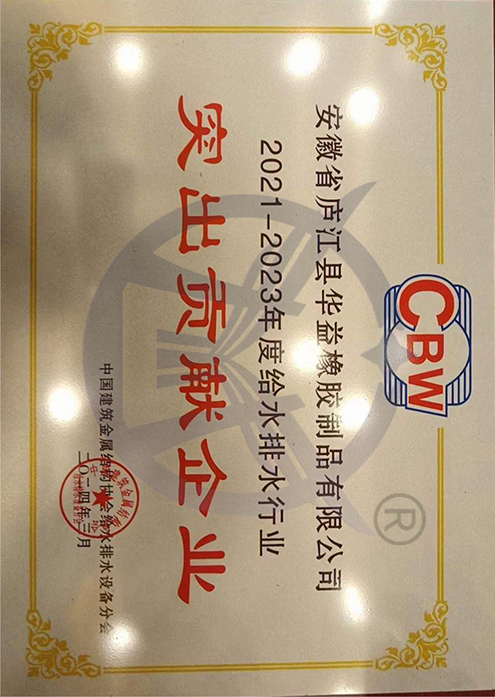 CBW
®
安徽省庐江县华益橡胶制品有限公司
2021-2023年度给水排水行业
突出贡献企业
中国建筑金属结构协会给水排水设备分会
二〇二四年三月